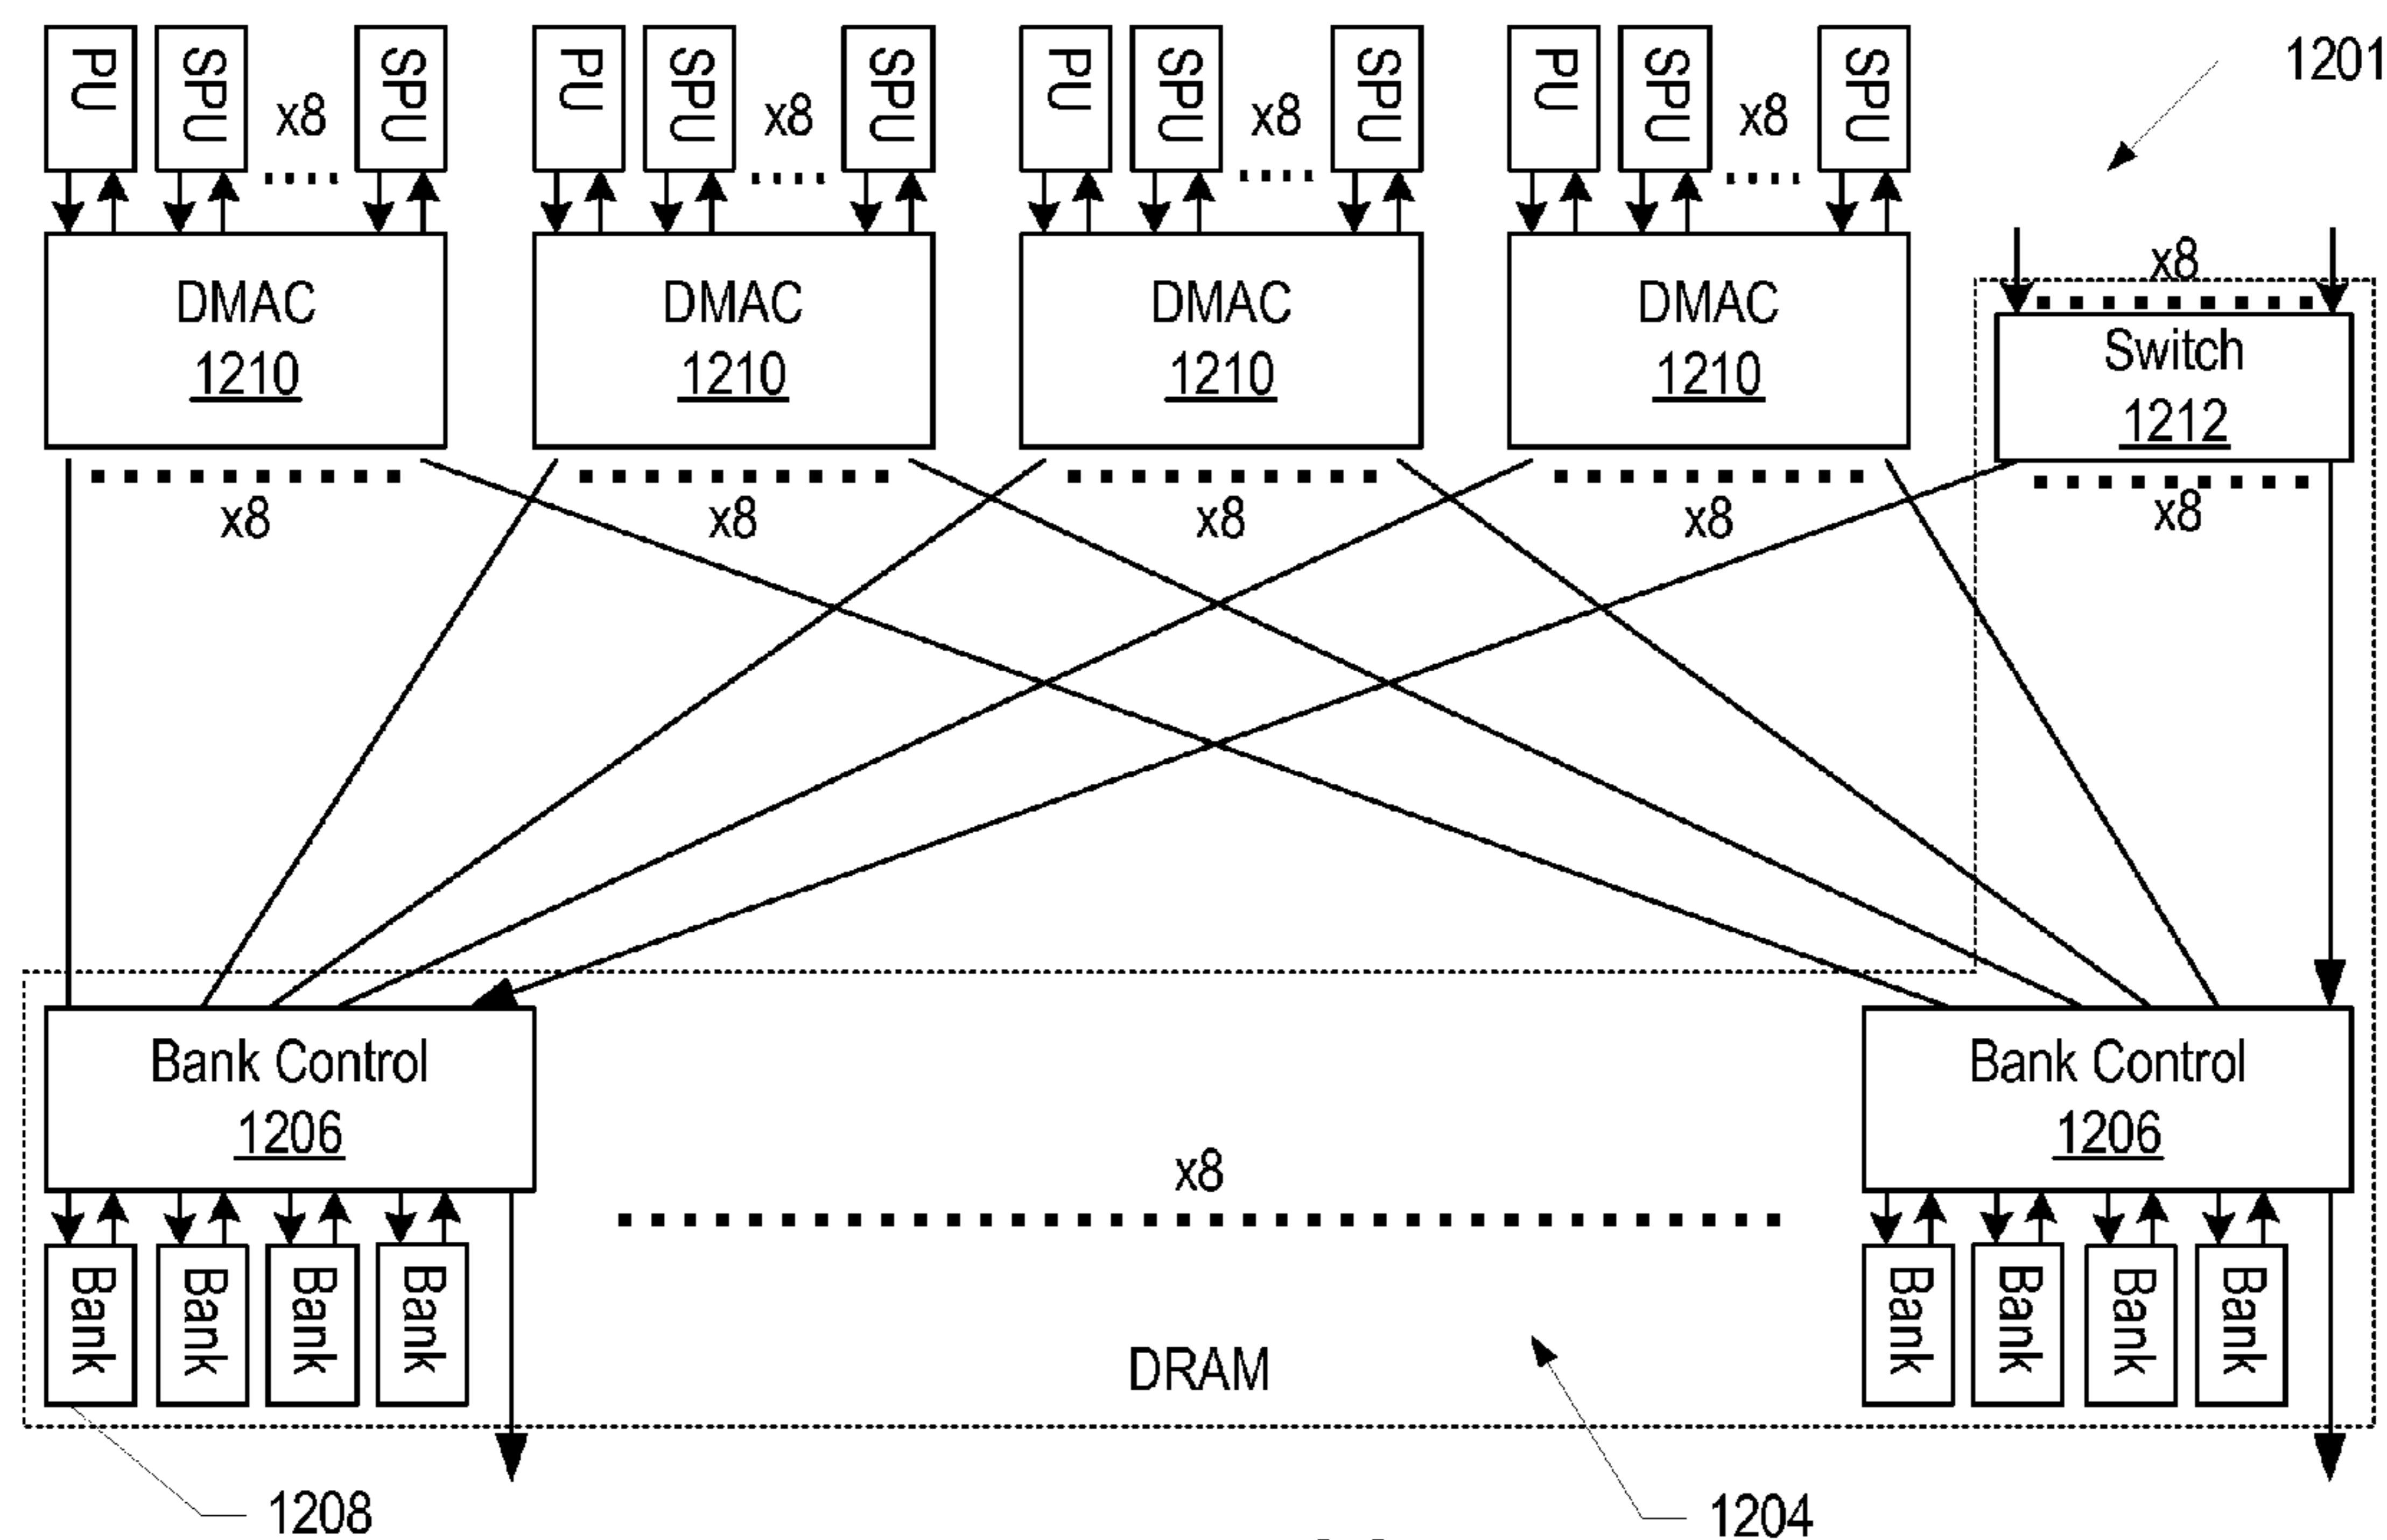 PU SPU x8 SPU PU SPU x8 SPU PU SPU x8 SPU PU SPU x8 SPU
1201
x8
DMAC
1210
DMAC
1210
DMAC
1210
DMAC
1210
Switch
1212
x8 x8 x8 x8 x8
Bank Control
1206
Bank Control
1206
x8
Bank Bank Bank Bank
Bank Bank Bank Bank
DRAM
1208
1204